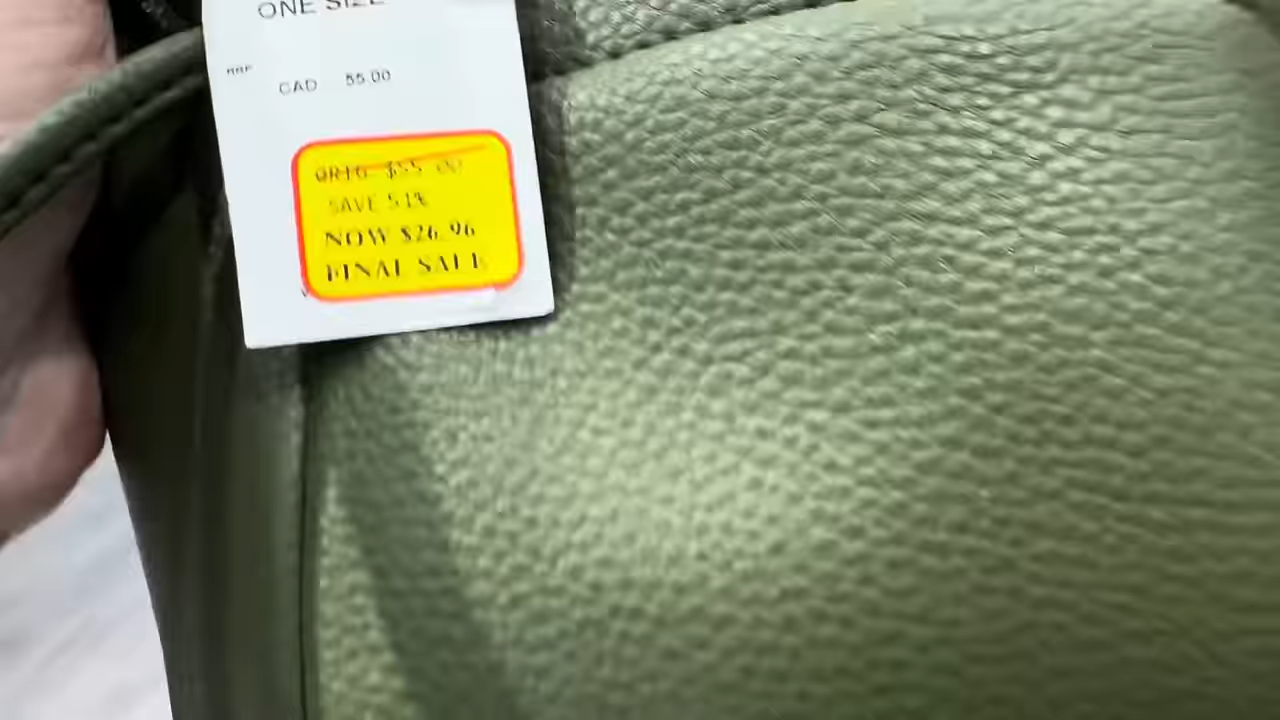 ONE SIZE
RRP
CAD 55.00
ORIG $55.00
SAVE 51%
NOW $26.96
FINAL SALE